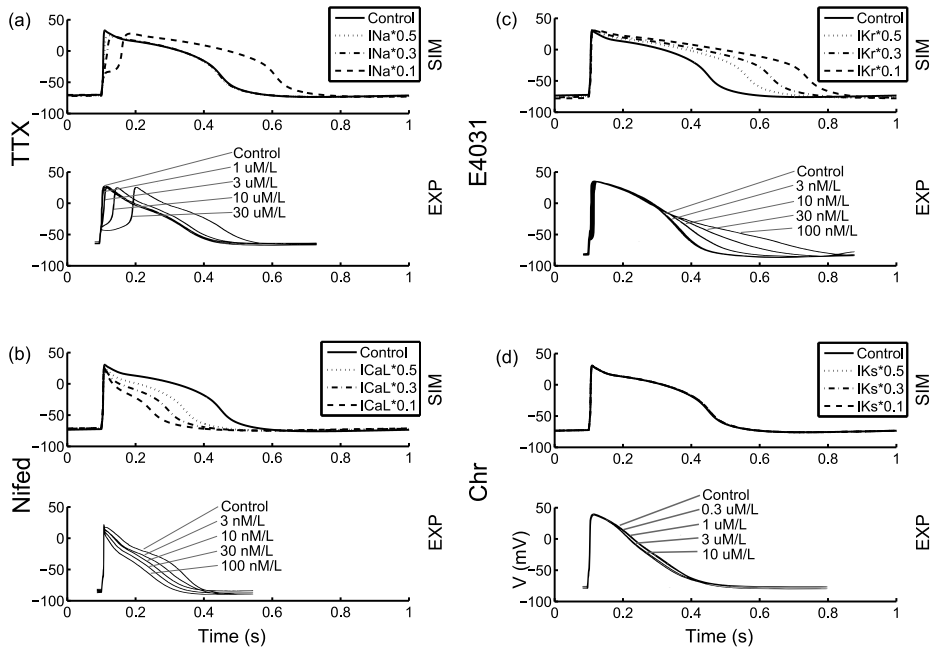 (a)
TTX
50
0
−50
−100
Control
INa*0.5
INa*0.3
INa*0.1
SIM
0 0.2 0.4 0.6 0.8 1
50
0
−50
−100
Control
1 uM/L
3 uM/L
10 uM/L
30 uM/L
EXP
0 0.2 0.4 0.6 0.8 1
(b)
Nifed
50
0
−50
−100
Control
ICaL*0.5
ICaL*0.3
ICaL*0.1
SIM
0 0.2 0.4 0.6 0.8 1
50
0
−50
−100
Control
3 nM/L
10 nM/L
30 nM/L
100 nM/L
EXP
0 0.2 0.4 0.6 0.8 1
Time (s)
(c)
E4031
50
0
−50
−100
Control
IKr*0.5
IKr*0.3
IKr*0.1
SIM
0 0.2 0.4 0.6 0.8 1
50
0
−50
−100
Control
3 nM/L
10 nM/L
30 nM/L
100 nM/L
EXP
0 0.2 0.4 0.6 0.8 1
(d)
Chr
50
0
−50
−100
Control
IKs*0.5
IKs*0.3
IKs*0.1
SIM
0 0.2 0.4 0.6 0.8 1
V (mV)
50
0
−50
−100
Control
0.3 uM/L
1 uM/L
3 uM/L
10 uM/L
EXP
0 0.2 0.4 0.6 0.8 1
Time (s)